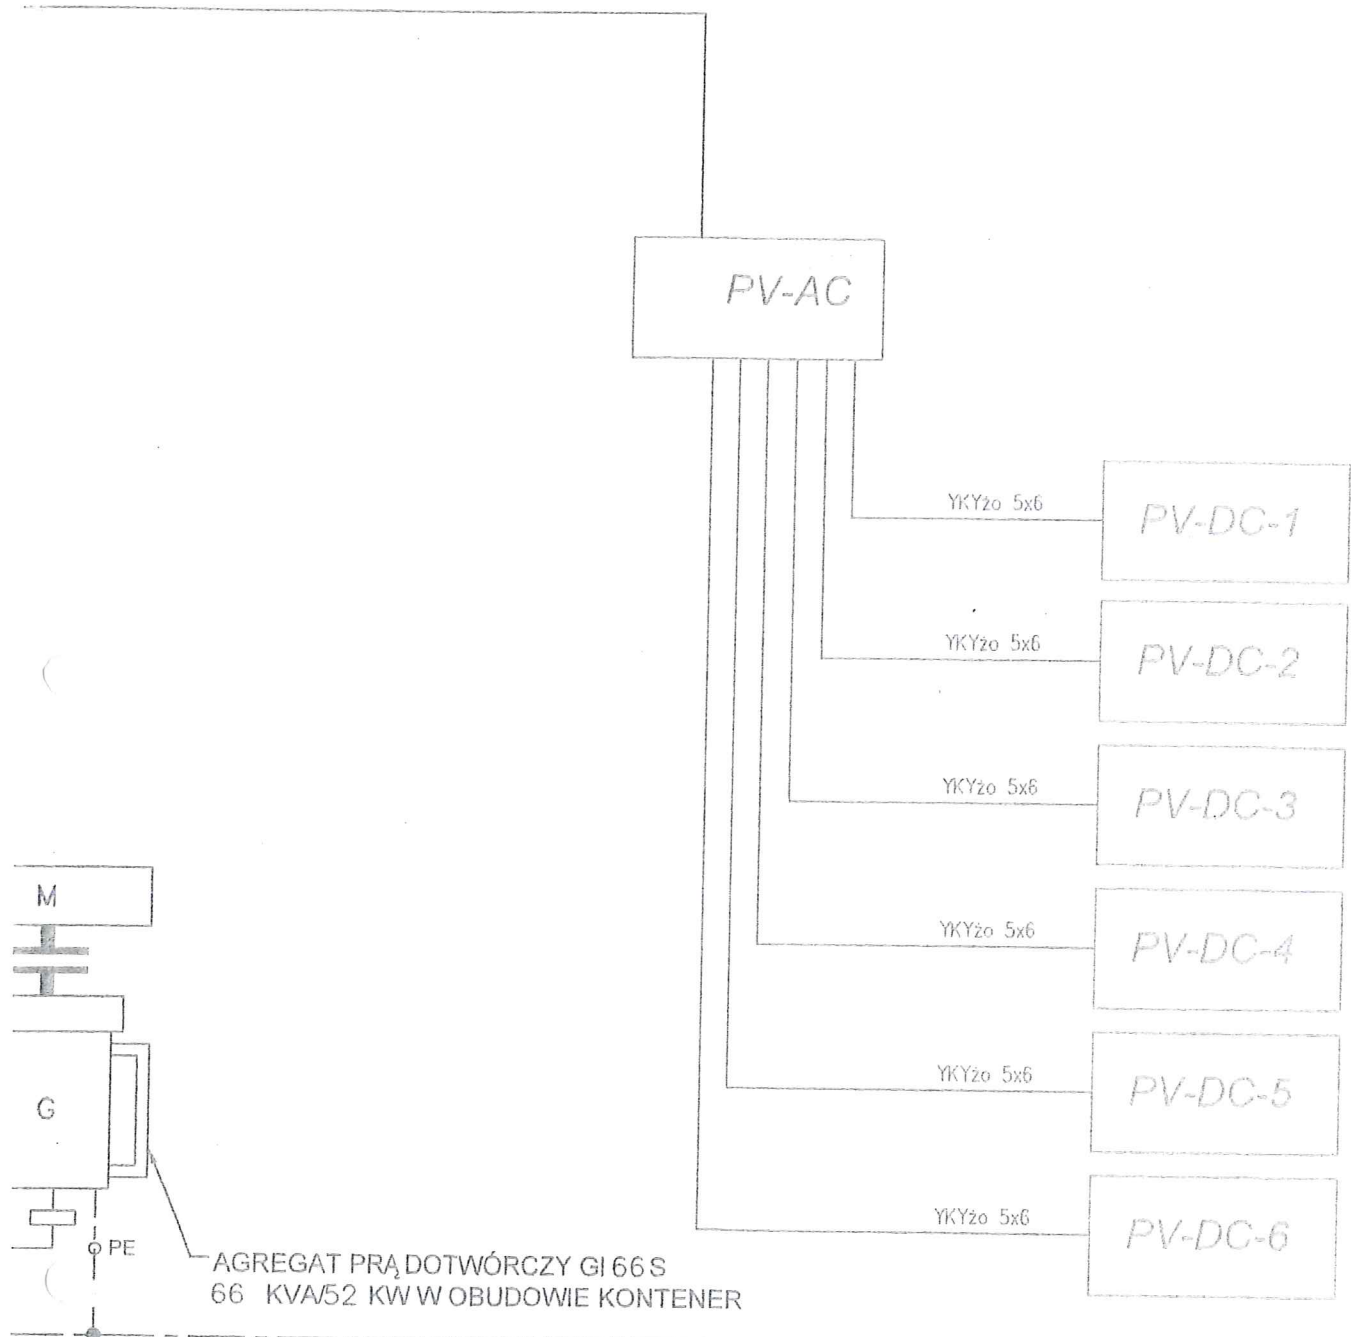 PV-AC
YKYżo 5x6
PV-DC-1
YKYżo 5x6
PV-DC-2
YKYżo 5x6
PV-DC-3
M
YKYżo 5x6
PV-DC-4
YKYżo 5x6
PV-DC-5
G
YKYżo 5x6
PV-DC-6
PE
AGREGAT PRĄDOTWÓRCZY GI 66 S
66 KVA/52 KW W OBUDOWIE KONTENER